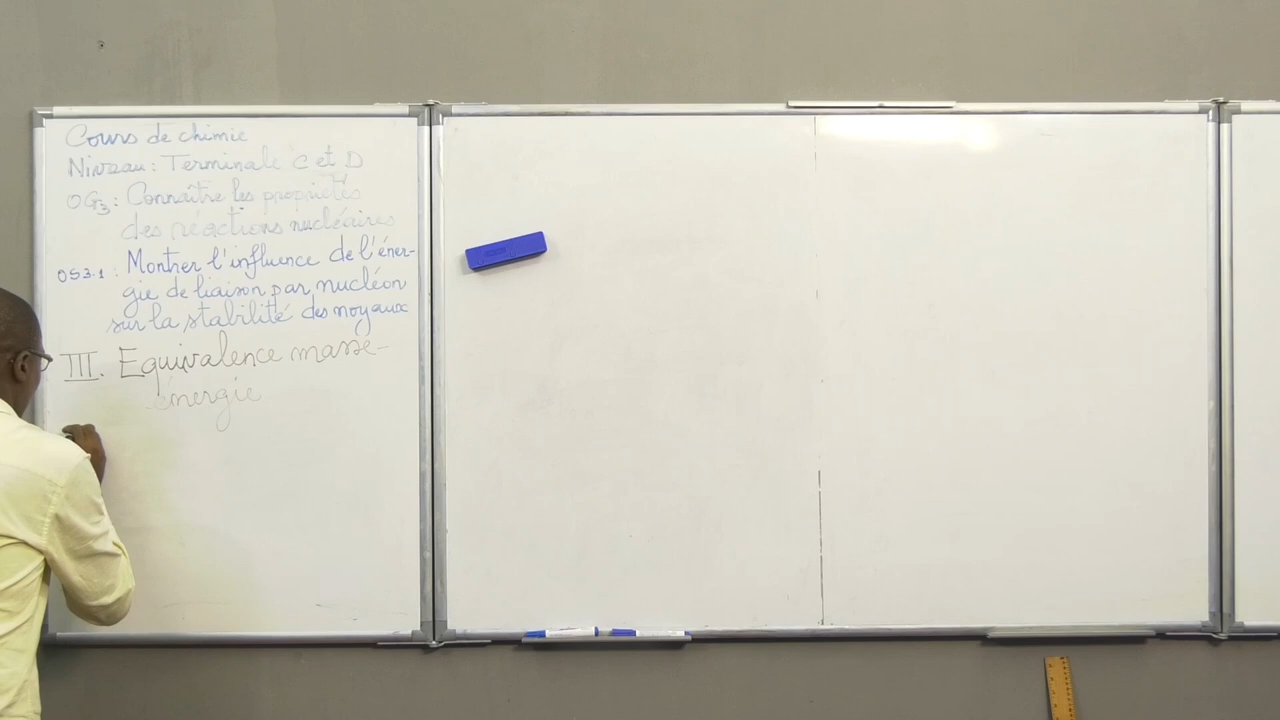 Cours de chimie
Niveau : Terminale C et D
OG3 : Connaître les propriétés
des réactions nucléaires
OS3.1 : Montrer l'influence de l'éner-
gie de liaison par nucléon
sur la stabilité des noyaux
III. Equivalence masse-
énergie